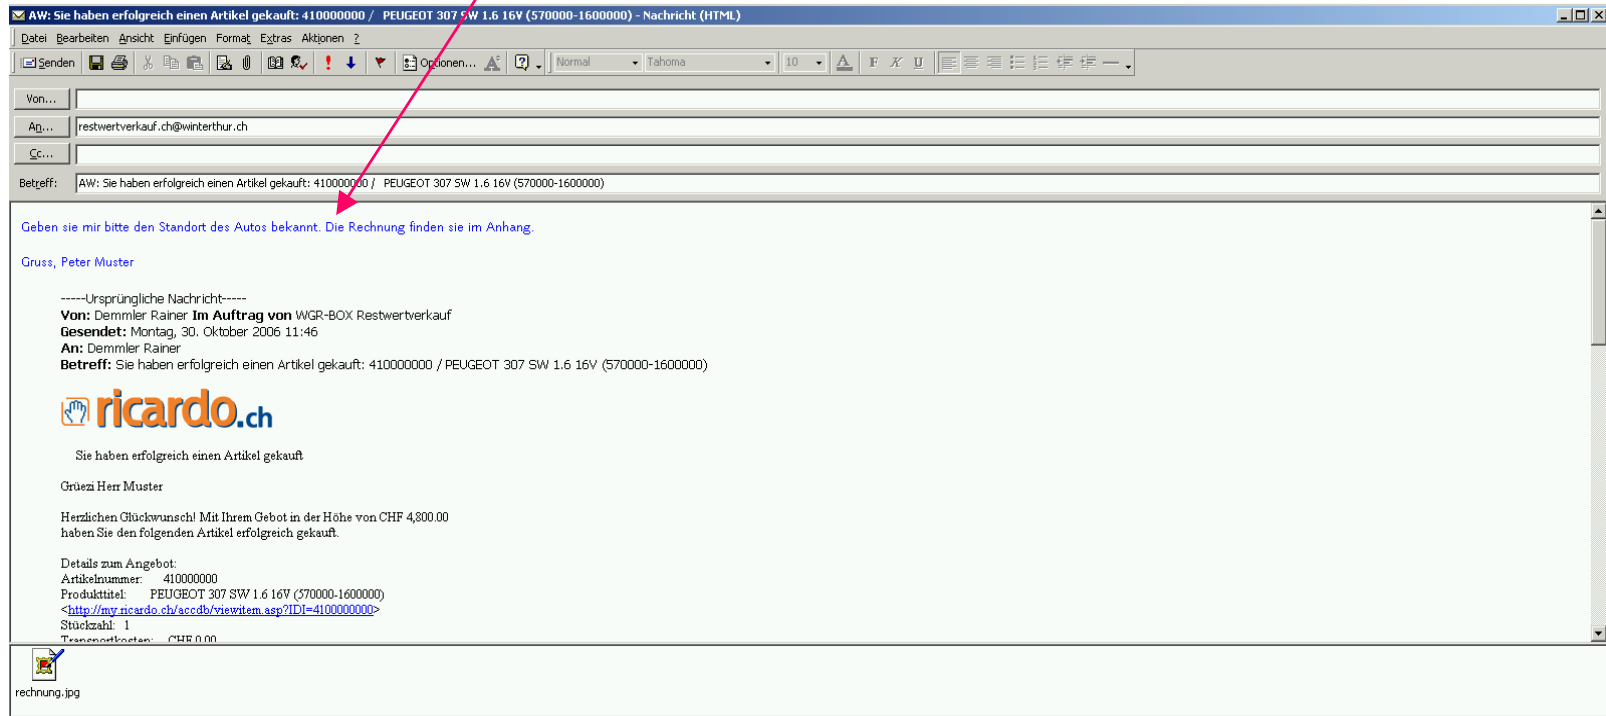 AW: Sie haben erfolgreich einen Artikel gekauft: 410000000 / PEUGEOT 307 SW 1.6 16V (570000-1600000) - Nachricht (HTML)
Datei Bearbeiten Ansicht Einfügen Format Extras Aktionen ?
Senden Optionen... Normal Tahoma 10 A F K U
Von...
An... restwertverkauf.ch@winterthur.ch
Cc...
Betreff: AW: Sie haben erfolgreich einen Artikel gekauft: 410000000 / PEUGEOT 307 SW 1.6 16V (570000-1600000)
Geben sie mir bitte den Standort des Autos bekannt. Die Rechnung finden sie im Anhang.
Gruss, Peter Muster
-----Ursprüngliche Nachricht-----
Von: Demmler Rainer Im Auftrag von WGR-BOX Restwertverkauf
Gesendet: Montag, 30. Oktober 2006 11:46
An: Demmler Rainer
Betreff: Sie haben erfolgreich einen Artikel gekauft: 410000000 / PEUGEOT 307 SW 1.6 16V (570000-1600000)
ricardo.ch
Sie haben erfolgreich einen Artikel gekauft
Grüezi Herr Muster
Herzlichen Glückwunsch! Mit Ihrem Gebot in der Höhe von CHF 4,800.00
haben Sie den folgenden Artikel erfolgreich gekauft.
Details zum Angebot:
Artikelnummer: 410000000
Produkttitel: PEUGEOT 307 SW 1.6 16V (570000-1600000)
<http://my.ricardo.ch/accdb/viewitem.asp?IDI=4100000000>
Stückzahl: 1
Transportkosten: CHF 0.00
rechnung.jpg